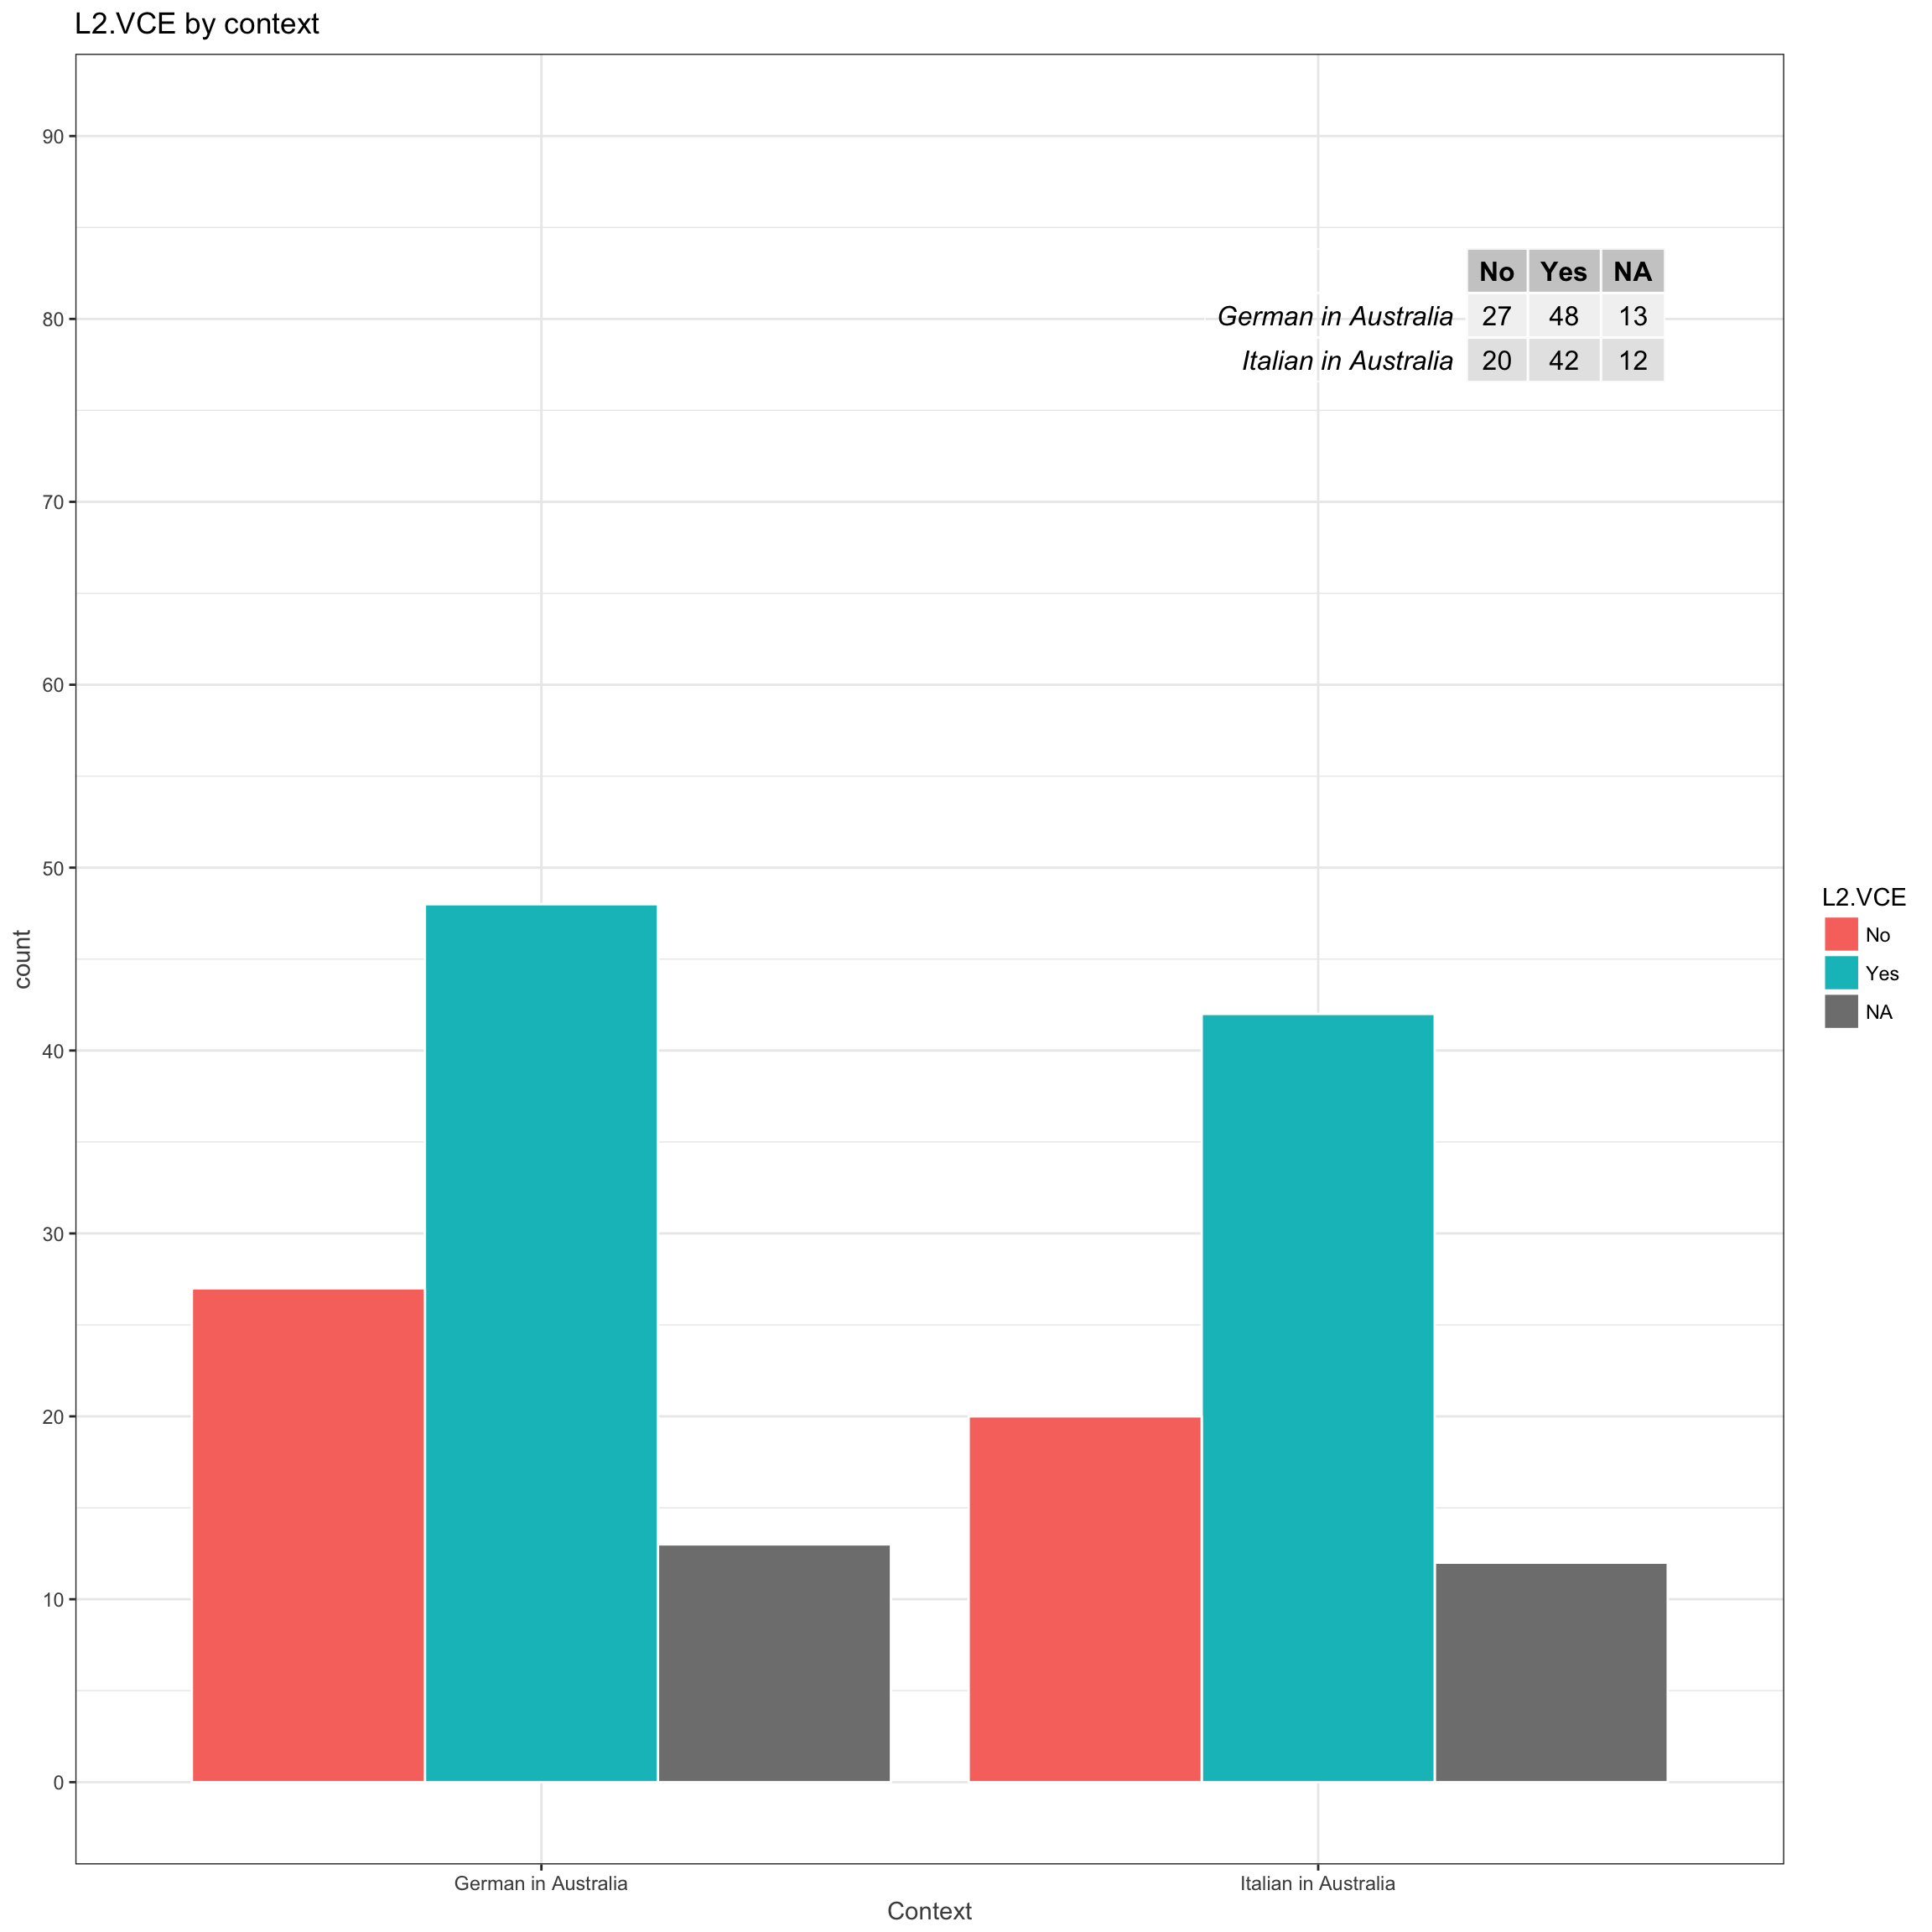 L2.VCE by context
90
80
70
60
50
40
30
20
10
0
count
No Yes NA
German in Australia 27 48 13
Italian in Australia 20 42 12
L2.VCE
No
Yes
NA
German in Australia Italian in Australia
Context